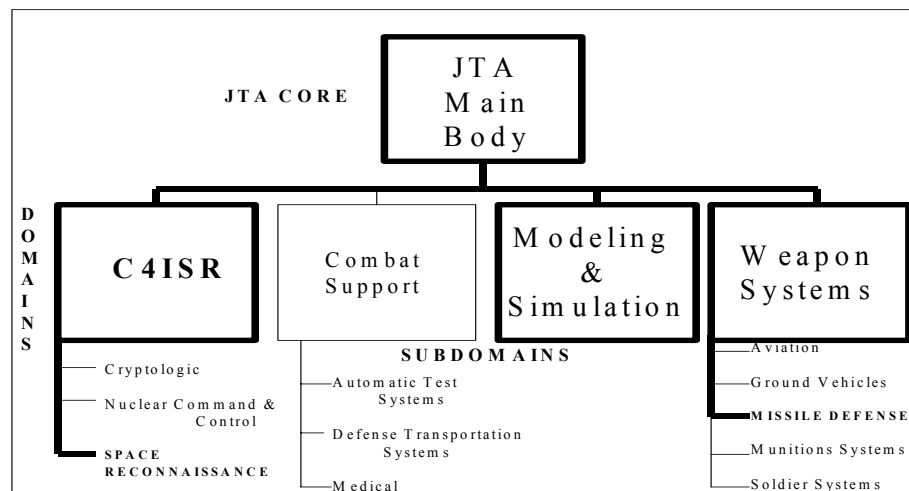 JTA
Main
Body
JTA CORE
DOMAINS
C4ISR
Combat
Support
Modeling
&
Simulation
Weapon
Systems
SUBDOMAINS
Cryptologic
Nuclear Command &
Control
SPACE
RECONNAISSANCE
Automatic Test
Systems
Defense Transportation
Systems
Medical
Aviation
Ground Vehicles
MISSILE DEFENSE
Munitions Systems
Soldier Systems